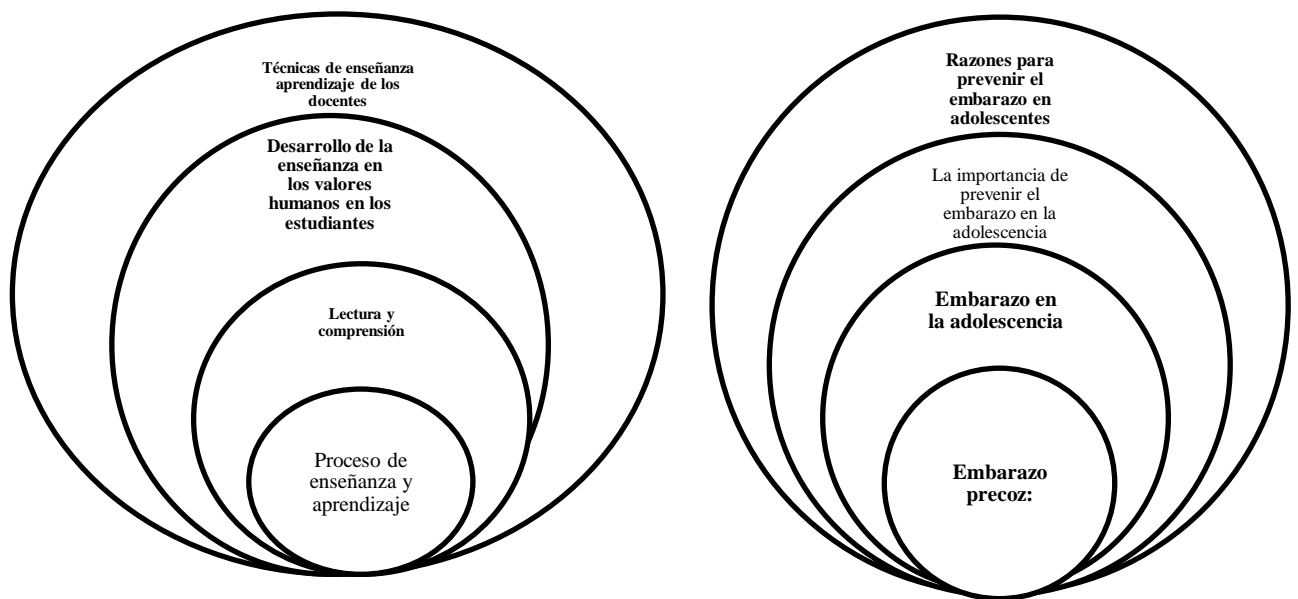 Técnicas de enseñanza
aprendizaje de los
docentes
Desarrollo de la
enseñanza en
los valores
humanos en los
estudiantes
Lectura y
comprensión
Proceso de
enseñanza y
aprendizaje
Razones para
prevenir el
embarazo en
adolescentes
La importancia de
prevenir el
embarazo en la
adolescencia
Embarazo en
la adolescencia
Embarazo
precoz: